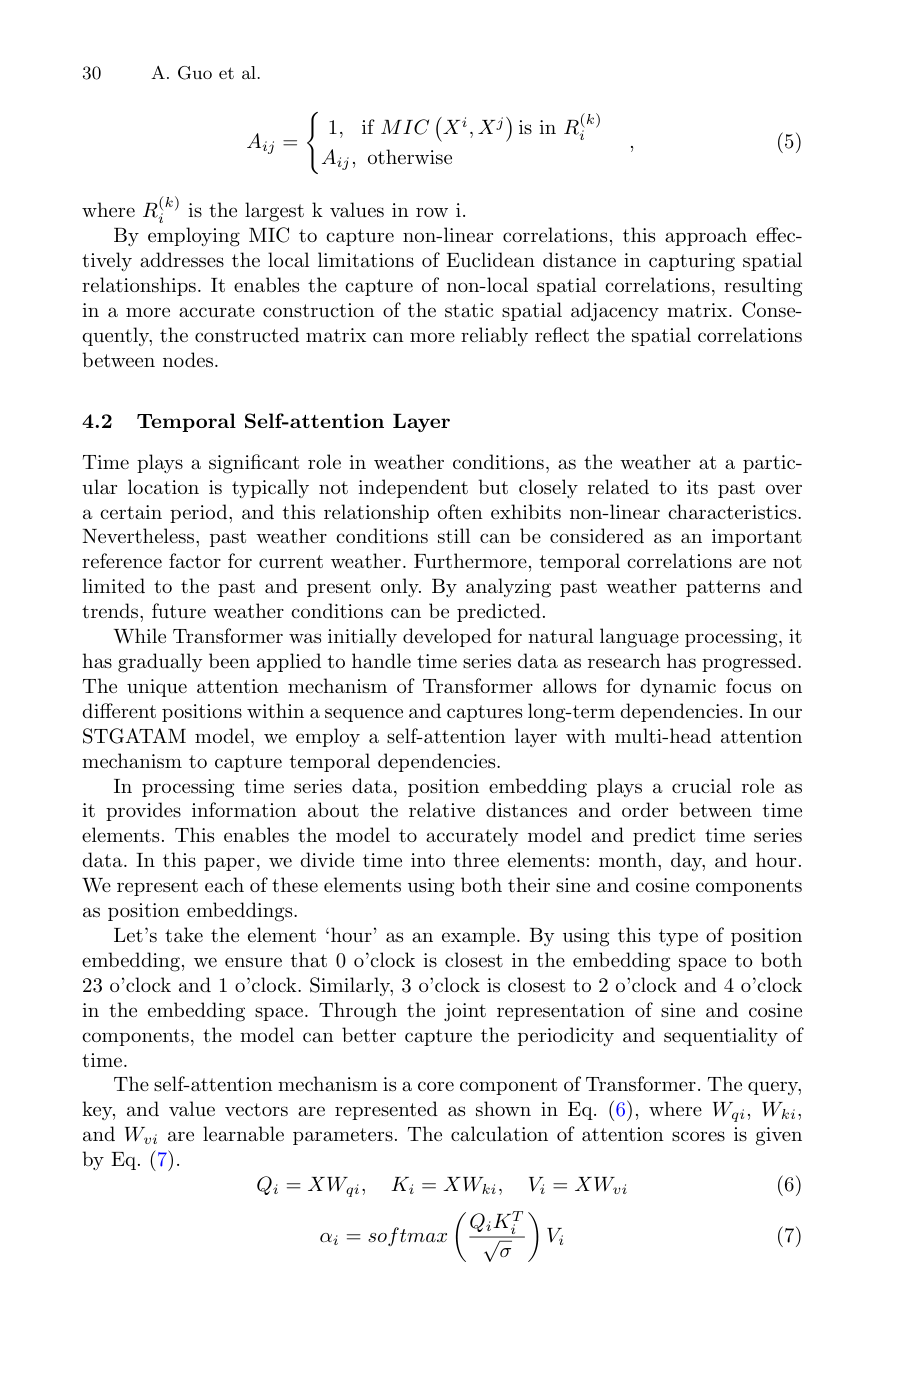 30 A. Guo et al.
A_{ij} = { 1, if MIC (X^i, X^j) is in R_i^{(k)}
A_{ij}, otherwise , (5)
where R_i^{(k)} is the largest k values in row i.
By employing MIC to capture non-linear correlations, this approach effec-
tively addresses the local limitations of Euclidean distance in capturing spatial
relationships. It enables the capture of non-local spatial correlations, resulting
in a more accurate construction of the static spatial adjacency matrix. Conse-
quently, the constructed matrix can more reliably reflect the spatial correlations
between nodes.
4.2 Temporal Self-attention Layer
Time plays a significant role in weather conditions, as the weather at a partic-
ular location is typically not independent but closely related to its past over
a certain period, and this relationship often exhibits non-linear characteristics.
Nevertheless, past weather conditions still can be considered as an important
reference factor for current weather. Furthermore, temporal correlations are not
limited to the past and present only. By analyzing past weather patterns and
trends, future weather conditions can be predicted.
While Transformer was initially developed for natural language processing, it
has gradually been applied to handle time series data as research has progressed.
The unique attention mechanism of Transformer allows for dynamic focus on
different positions within a sequence and captures long-term dependencies. In our
STGATAM model, we employ a self-attention layer with multi-head attention
mechanism to capture temporal dependencies.
In processing time series data, position embedding plays a crucial role as
it provides information about the relative distances and order between time
elements. This enables the model to accurately model and predict time series
data. In this paper, we divide time into three elements: month, day, and hour.
We represent each of these elements using both their sine and cosine components
as position embeddings.
Let's take the element ‘hour’ as an example. By using this type of position
embedding, we ensure that 0 o'clock is closest in the embedding space to both
23 o'clock and 1 o'clock. Similarly, 3 o'clock is closest to 2 o'clock and 4 o'clock
in the embedding space. Through the joint representation of sine and cosine
components, the model can better capture the periodicity and sequentiality of
time.
The self-attention mechanism is a core component of Transformer. The query,
key, and value vectors are represented as shown in Eq. (6), where W_{qi}, W_{ki},
and W_{vi} are learnable parameters. The calculation of attention scores is given
by Eq. (7).
Q_i = XW_{qi}, K_i = XW_{ki}, V_i = XW_{vi} (6)
α_i = softmax (Q_i K_i^T / √σ) V_i (7)